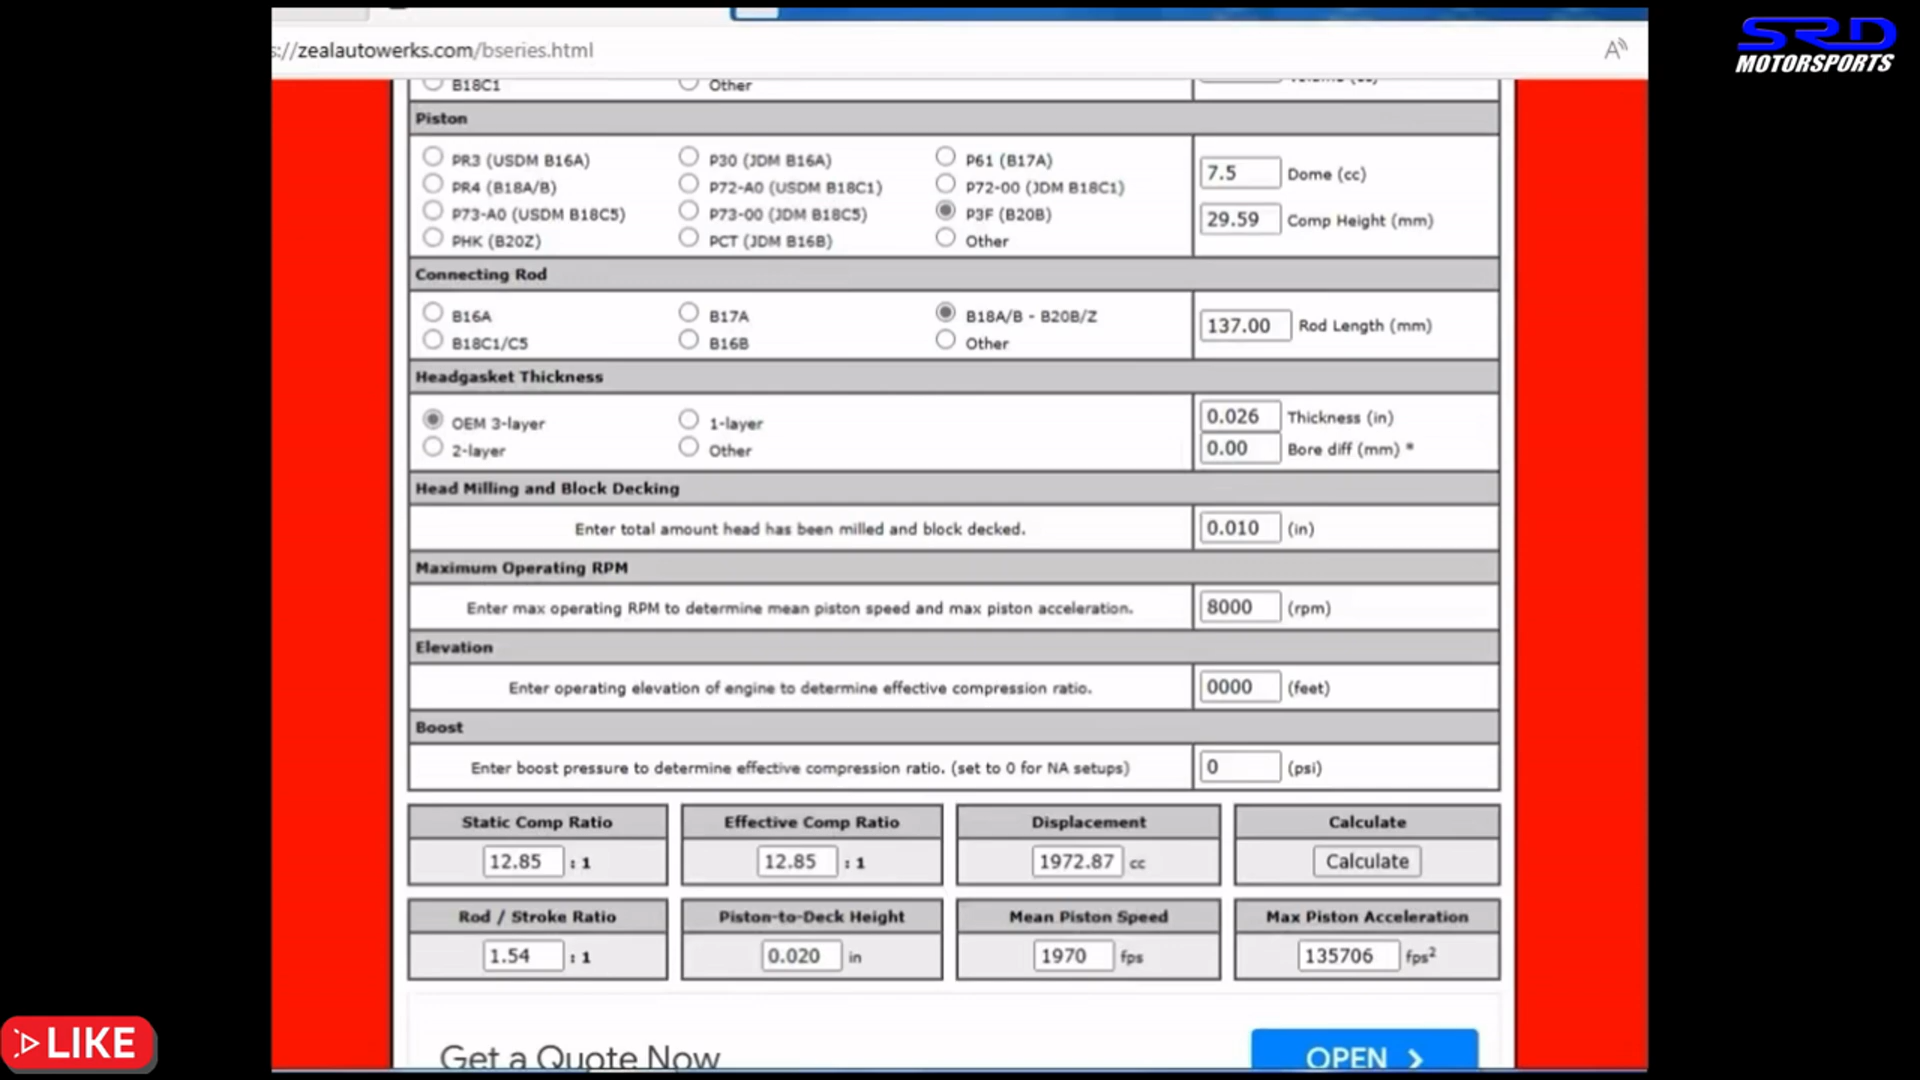 SRD
MOTORSPORTS
s://zealautowerks.com/bseries.html
B18C1
Other
Piston
PR3 (USDM B16A)
P30 (JDM B16A)
P61 (B17A)
7.5 Dome (cc)
PR4 (B18A/B)
P72-A0 (USDM B18C1)
P72-00 (JDM B18C1)
P73-A0 (USDM B18C5)
P73-00 (JDM B18C5)
P3F (B20B)
29.59 Comp Height (mm)
PHK (B20Z)
PCT (JDM B16B)
Other
Connecting Rod
B16A
B17A
B18A/B - B20B/Z
137.00 Rod Length (mm)
B18C1/C5
B16B
Other
Headgasket Thickness
OEM 3-layer
1-layer
0.026 Thickness (in)
2-layer
Other
0.00 Bore diff (mm) *
Head Milling and Block Decking
Enter total amount head has been milled and block decked.
0.010 (in)
Maximum Operating RPM
Enter max operating RPM to determine mean piston speed and max piston acceleration.
8000 (rpm)
Elevation
Enter operating elevation of engine to determine effective compression ratio.
0000 (feet)
Boost
Enter boost pressure to determine effective compression ratio. (set to 0 for NA setups)
0 (psi)
Static Comp Ratio
Effective Comp Ratio
Displacement
Calculate
12.85 : 1
12.85 : 1
1972.87 cc
Calculate
Rod / Stroke Ratio
Piston-to-Deck Height
Mean Piston Speed
Max Piston Acceleration
1.54 : 1
0.020 in
1970 fps
135706 fps²
Get a Quote Now
OPEN
LIKE